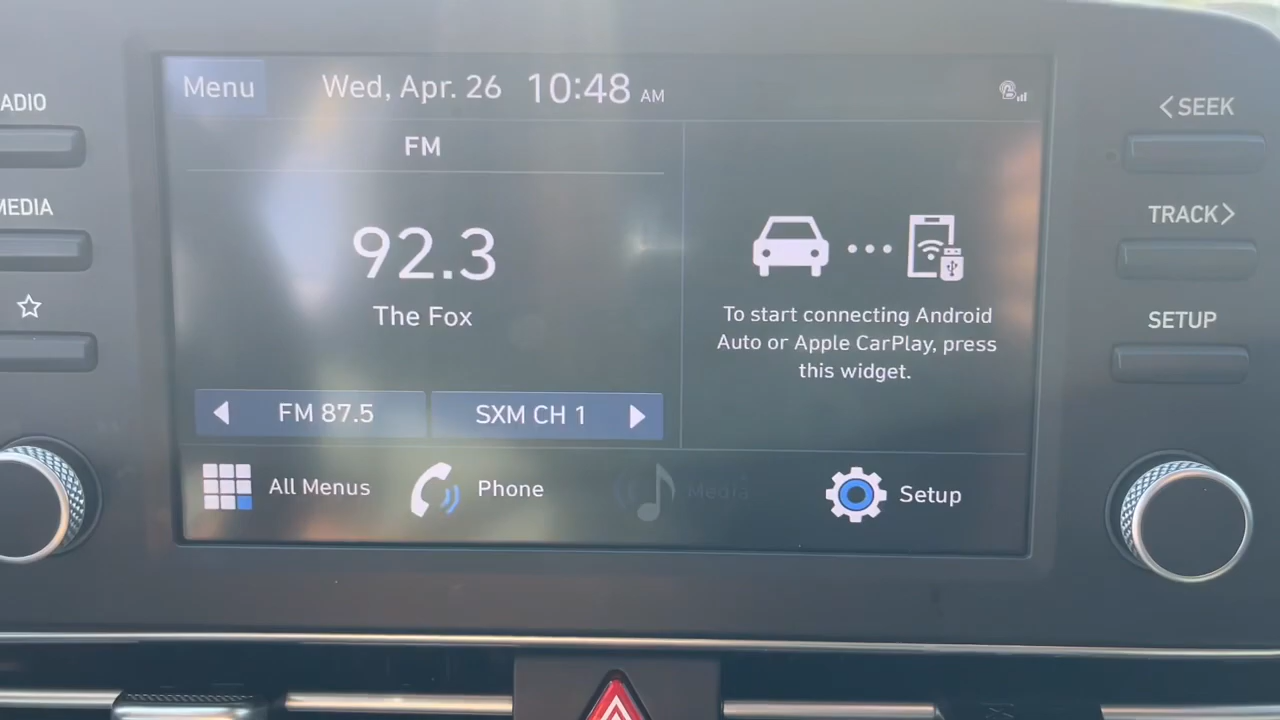 Menu
Wed, Apr. 26 10:48 AM
FM
92.3
The Fox
FM 87.5
SXM CH 1
To start connecting Android
Auto or Apple CarPlay, press
this widget.
All Menus
Phone
Media
Setup
ADIO
MEDIA
<SEEK
TRACK>
SETUP